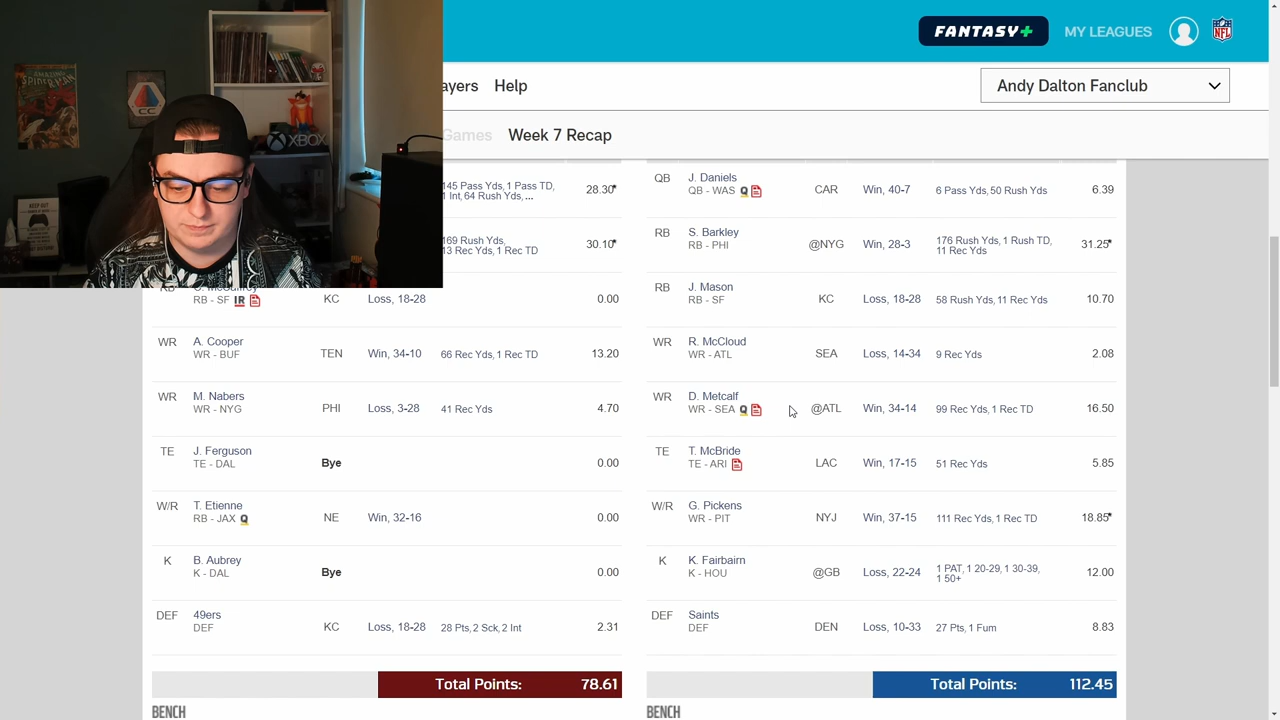 AMAZING
SPIDER-MAN
CC
XBOX
KEEP
OUT
FANTASY+ MY LEAGUES NFL
ayers Help Andy Dalton Fanclub
Games Week 7 Recap
145 Pass Yds, 1 Pass TD,
1 Int, 64 Rush Yds, ... 28.30*
169 Rush Yds,
13 Rec Yds, 1 Rec TD 30.10*
RB - SF IR KC Loss, 18-28 0.00
WR A. Cooper
WR - BUF TEN Win, 34-10 66 Rec Yds, 1 Rec TD 13.20
WR M. Nabers
WR - NYG PHI Loss, 3-28 41 Rec Yds 4.70
TE J. Ferguson
TE - DAL Bye 0.00
W/R T. Etienne
RB - JAX Q NE Win, 32-16 0.00
K B. Aubrey
K - DAL Bye 0.00
DEF 49ers
DEF KC Loss, 18-28 28 Pts, 2 Sck, 2 Int 2.31
Total Points: 78.61
BENCH
QB J. Daniels
QB - WAS Q CAR Win, 40-7 6 Pass Yds, 50 Rush Yds 6.39
RB S. Barkley
RB - PHI @NYG Win, 28-3 176 Rush Yds, 1 Rush TD,
11 Rec Yds 31.25*
RB J. Mason
RB - SF KC Loss, 18-28 58 Rush Yds, 11 Rec Yds 10.70
WR R. McCloud
WR - ATL SEA Loss, 14-34 9 Rec Yds 2.08
WR D. Metcalf
WR - SEA Q @ATL Win, 34-14 99 Rec Yds, 1 Rec TD 16.50
TE T. McBride
TE - ARI LAC Win, 17-15 51 Rec Yds 5.85
W/R G. Pickens
WR - PIT NYJ Win, 37-15 111 Rec Yds, 1 Rec TD 18.85*
K K. Fairbairn
K - HOU @GB Loss, 22-24 1 PAT, 1 20-29, 1 30-39,
1 50+ 12.00
DEF Saints
DEF DEN Loss, 10-33 27 Pts, 1 Fum 8.83
Total Points: 112.45
BENCH